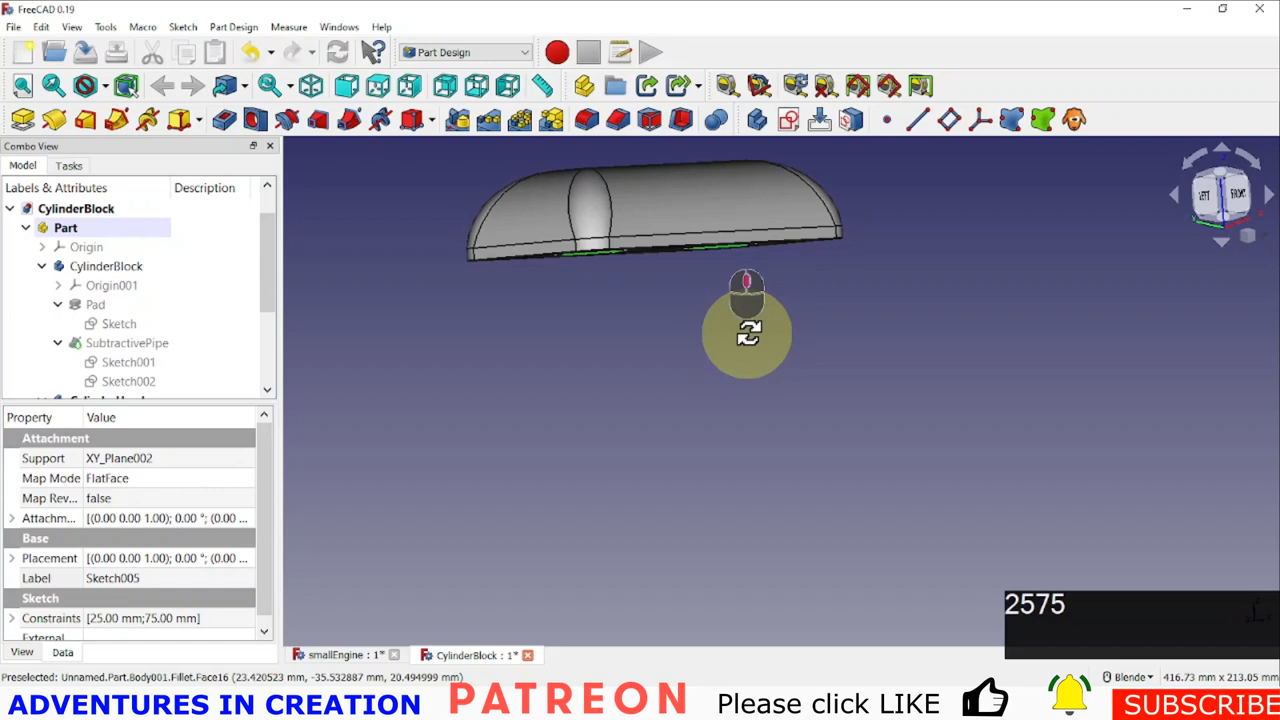 FreeCAD 0.19
File Edit View Tools Macro Sketch Part Design Measure Windows Help
Part Design
Combo View
Model Tasks
Labels & Attributes Description
CylinderBlock
Part
Origin
CylinderBlock
Origin001
Pad
Sketch
SubtractivePipe
Sketch001
Sketch002
Property Value
Attachment
Support XY_Plane002
Map Mode FlatFace
Map Rev... false
Attachm... [(0.00 0.00 1.00); 0.00 °; (0.00 ...
Base
Placement [(0.00 0.00 1.00); 0.00 °; (0.00 ...
Label Sketch005
Sketch
Constraints [25.00 mm;75.00 mm]
External
View Data
smallEngine : 1*
CylinderBlock : 1*
LEFT FRONT
2575
Preselected: Unnamed.Part.Body001.Fillet.Face16 (23.420523 mm, -35.532887 mm, 20.494999 mm)
Blende 416.73 mm x 213.05 mm
ADVENTURES IN CREATION PATREON Please click LIKE SUBSCRIBE